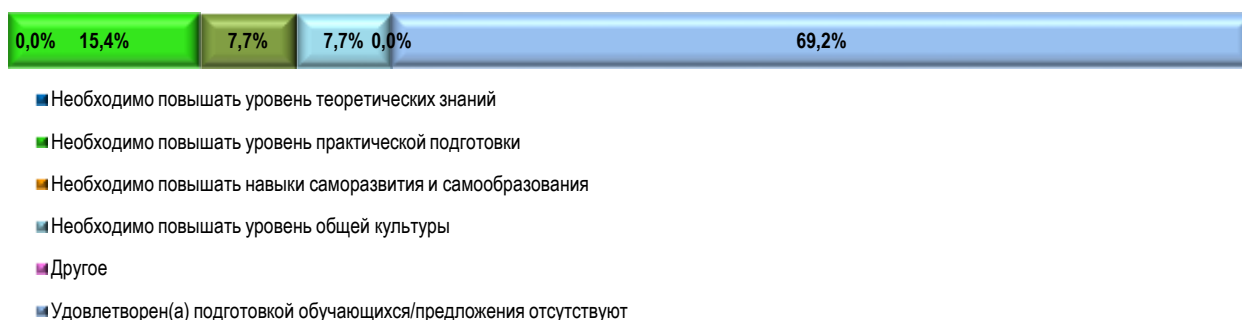 0,0% 15,4% 7,7% 7,7% 0,0% 69,2%
Необходимо повышать уровень теоретических знаний
Необходимо повышать уровень практической подготовки
Необходимо повышать навыки саморазвития и самообразования
Необходимо повышать уровень общей культуры
Другое
Удовлетворен(а) подготовкой обучающихся/предложения отсутствуют